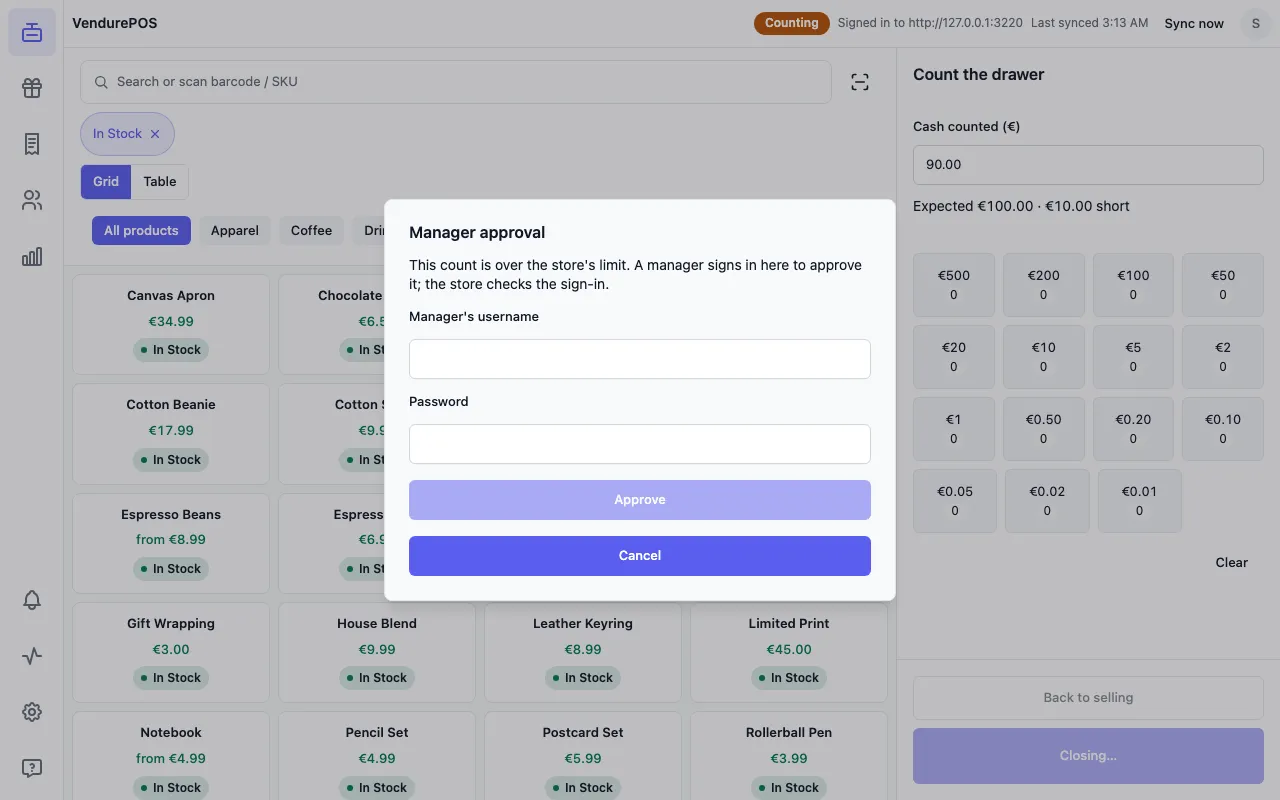 VendurePOS
Counting
Signed in to http://127.0.0.1:3220
Last synced 3:13 AM
Sync now
S
Search or scan barcode / SKU
In Stock
Grid
Table
All products
Apparel
Coffee
Canvas Apron
€34.99
In Stock
Chocolate
Cotton Beanie
€17.99
In Stock
Cotton
Espresso Beans
from €8.99
In Stock
Gift Wrapping
€3.00
In Stock
House Blend
€9.99
In Stock
Leather Keyring
€8.99
In Stock
Limited Print
€45.00
In Stock
Notebook
from €4.99
In Stock
Pencil Set
€4.99
In Stock
Postcard Set
€5.99
In Stock
Rollerball Pen
€3.99
In Stock
Manager approval
This count is over the store's limit. A manager signs in here to approve
it; the store checks the sign-in.
Manager's username
Password
Approve
Cancel
Count the drawer
Cash counted (€)
90.00
Expected €100.00 · €10.00 short
€500
0
€200
0
€100
0
€50
0
€20
0
€10
0
€5
0
€2
0
€1
0
€0.50
0
€0.20
0
€0.10
0
€0.05
0
€0.02
0
€0.01
0
Clear
Back to selling
Closing...